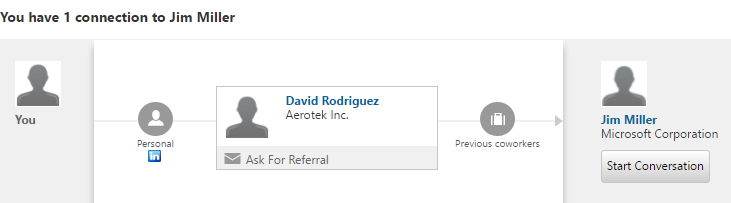 You have 1 connection to Jim Miller
You
Personal
in
David Rodriguez
Aerotek Inc.
Ask For Referral
Previous coworkers
Jim Miller
Microsoft Corporation
Start Conversation